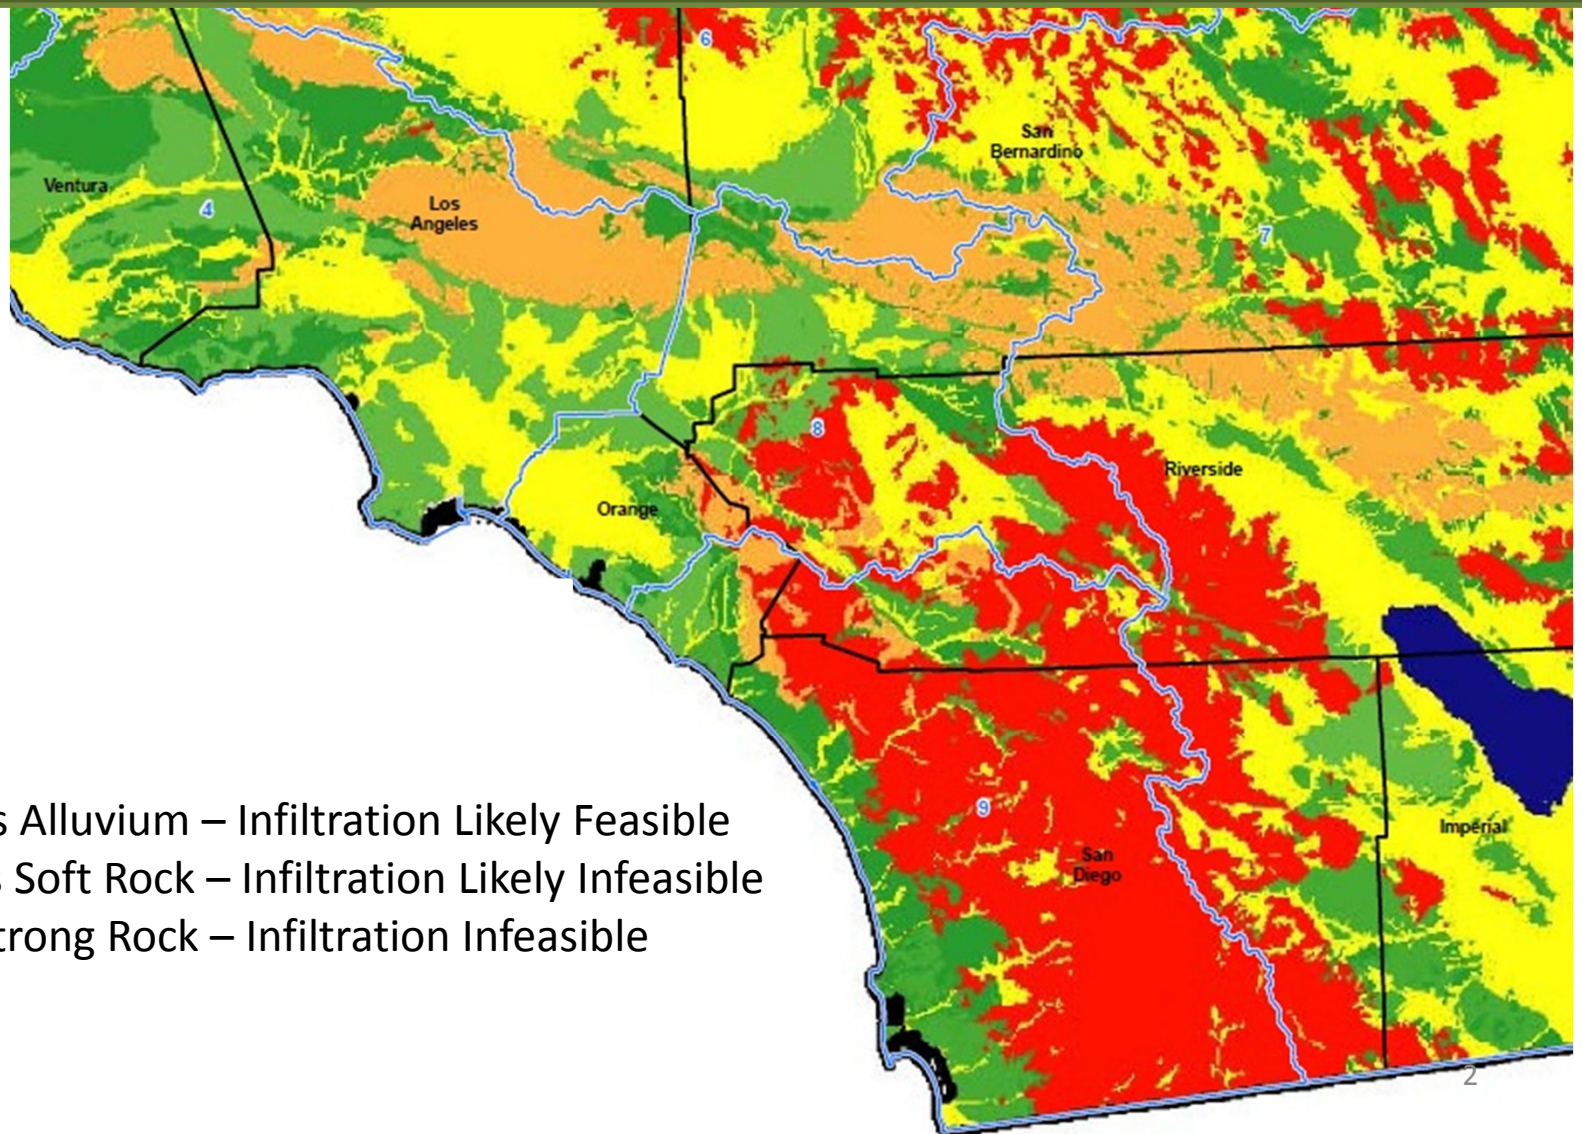 6
San
Bernardino
Ventura
4
Los
Angeles
7
8
Riverside
Orange
9
Alluvium – Infiltration Likely Feasible
Imperial
San
Diego
Soft Rock – Infiltration Likely Infeasible
Rock – Infiltration Infeasible
2